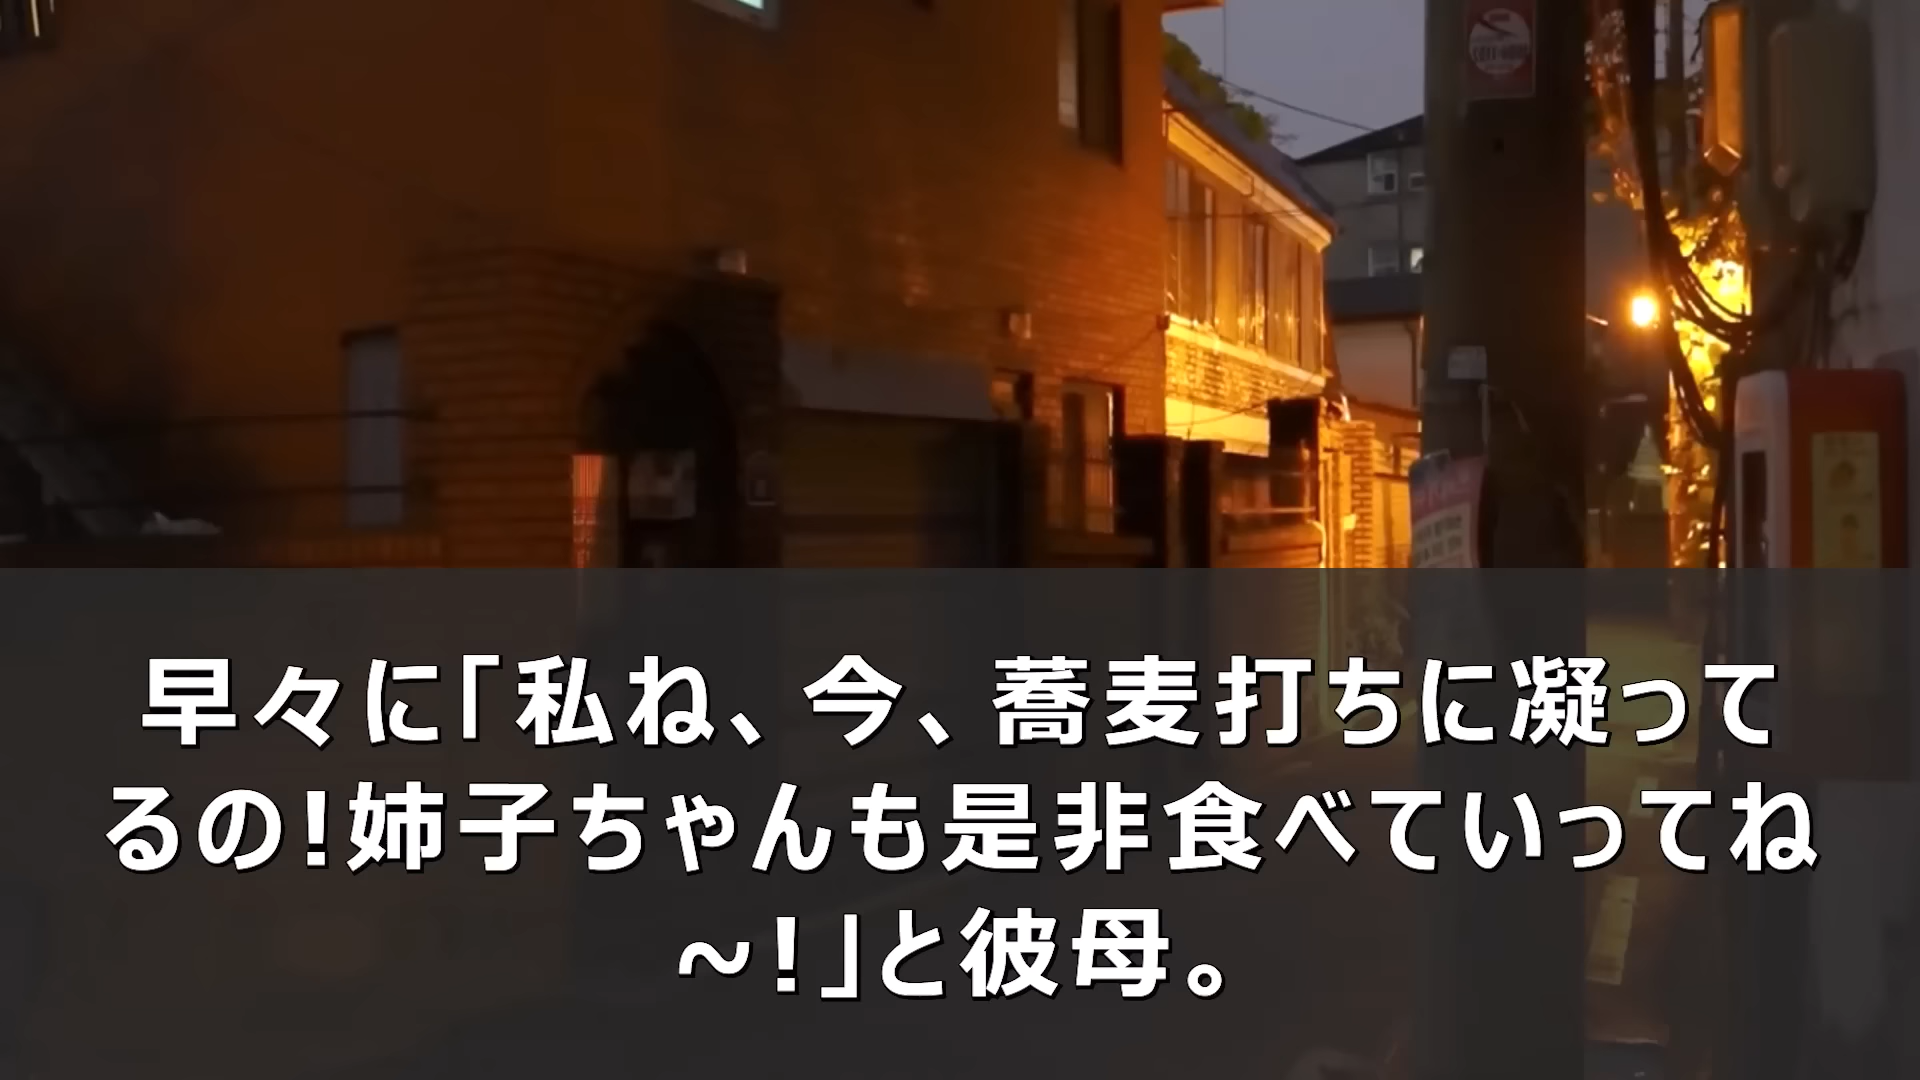 早々に「私ね、今、蕎麦打ちに凝って
るの!姉子ちゃんも是非食べていってね
~!」と彼母。